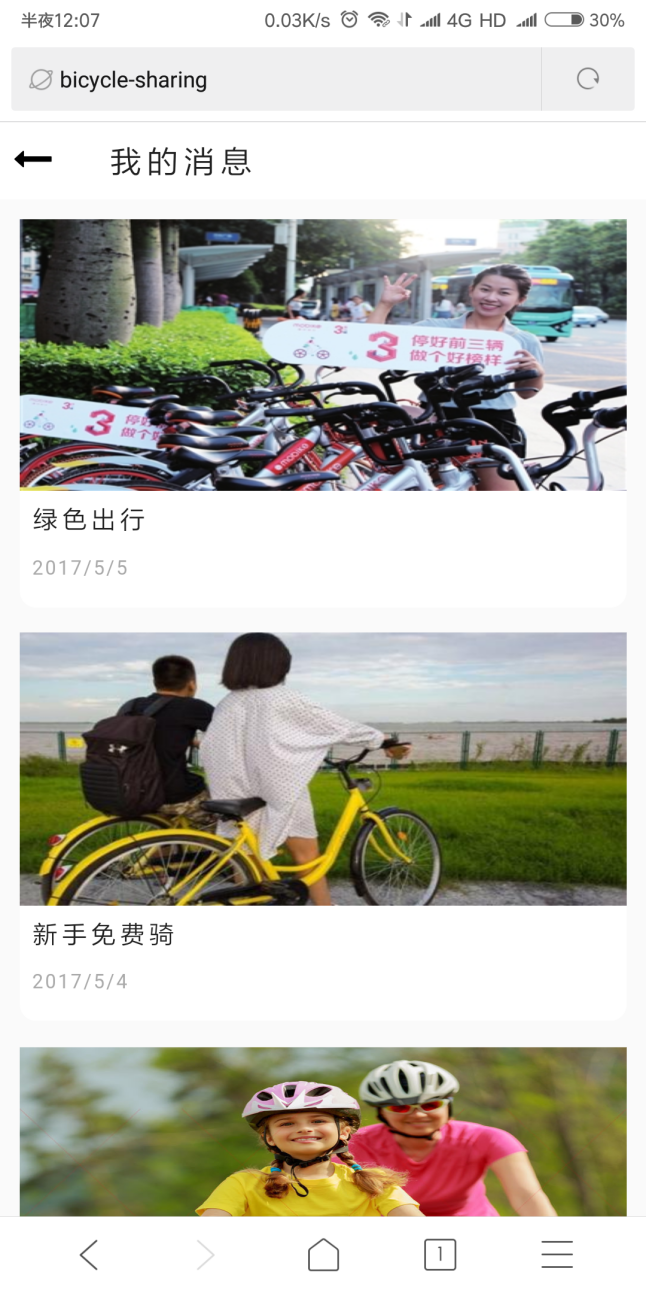 半夜12:07
0.03K/s 4G HD 30%
bicycle-sharing
我的消息
3
停好前三辆
做个好榜样
3
停好
做个好
mobike
绿色出行
2017/5/5
新手免费骑
2017/5/4
1